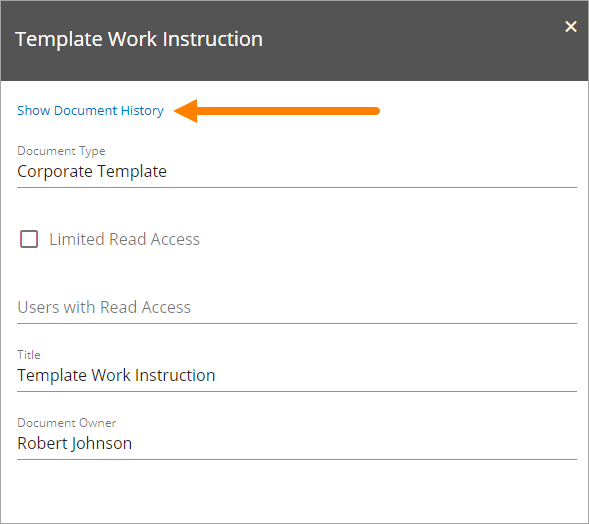 Template Work Instruction
Show Document History
Document Type
Corporate Template
Limited Read Access
Users with Read Access
Title
Template Work Instruction
Document Owner
Robert Johnson